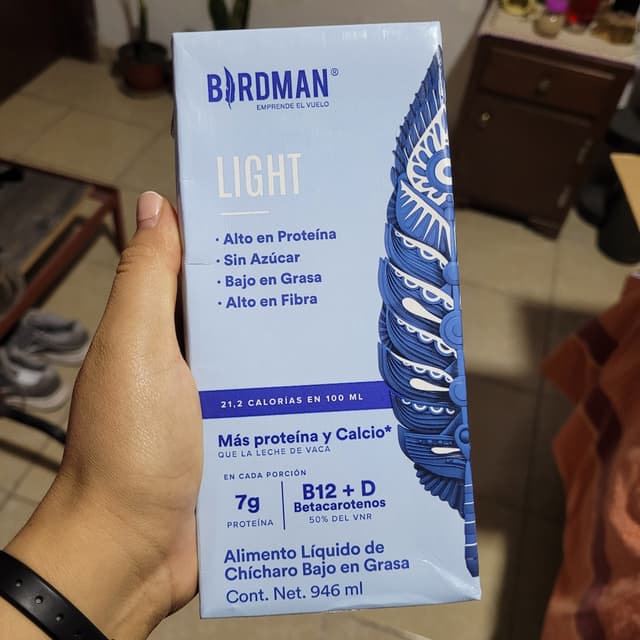 BIRDMAN®
EMPRENDE EL VUELO
LIGHT
· Alto en Proteína
· Sin Azúcar
· Bajo en Grasa
· Alto en Fibra
21,2 CALORÍAS EN 100 ML
Más proteína y Calcio*
QUE LA LECHE DE VACA
EN CADA PORCIÓN
7g
PROTEÍNA
B12 + D
Betacarotenos
50% DEL VNR
Alimento Líquido de
Chícharo Bajo en Grasa
Cont. Net. 946 ml